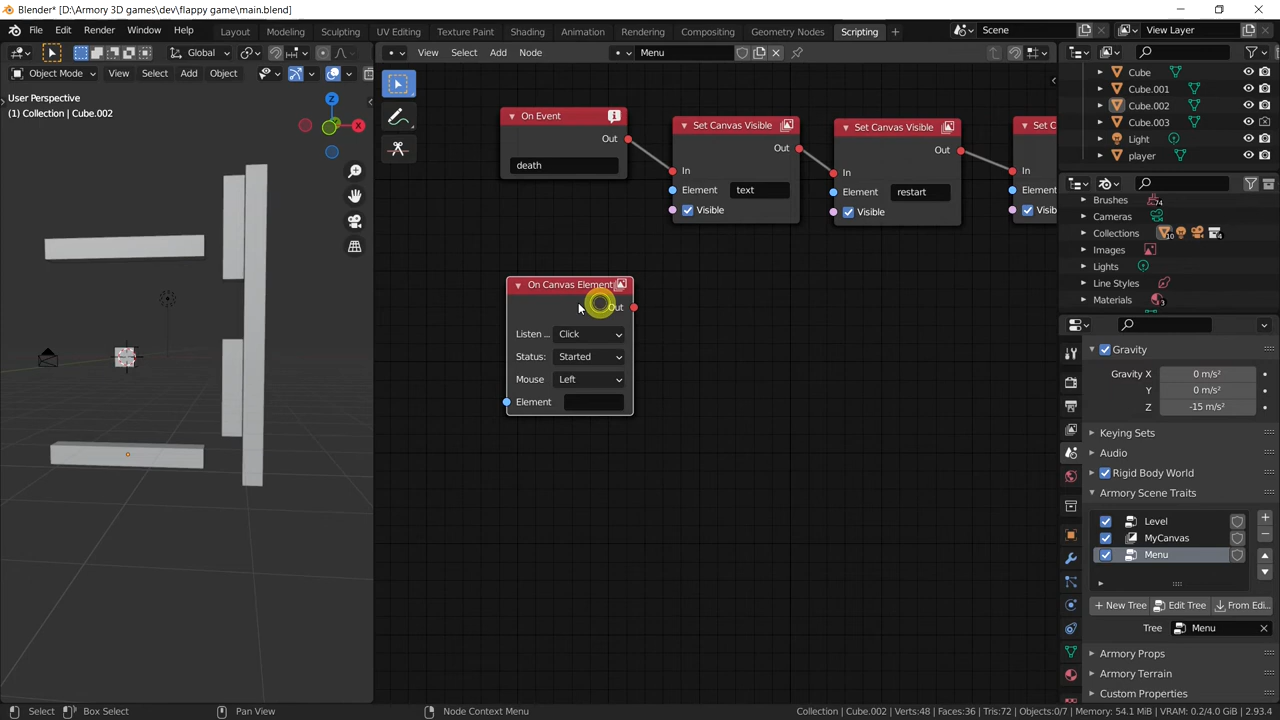 Blender* [D:\Armory 3D games\dev\flappy game\main.blend]
File Edit Render Window Help Layout Modeling Sculpting UV Editing Texture Paint Shading Animation Rendering Compositing Geometry Nodes Scripting + Scene View Layer
Global View Select Add Node Menu
Object Mode View Select Add Object
User Perspective
(1) Collection | Cube.002
Z
Y
X
On Event
Out
death
Set Canvas Visible
Out
In
Element text
Visible
Set Canvas Visible
Out
In
Element restart
Visible
Set C
In
Element
Visib
On Canvas Element
Out
Listen ... Click
Status: Started
Mouse Left
Element
Cube
Cube.001
Cube.002
Cube.003
Light
player
Brushes 74
Cameras
Collections 10 4
Images
Lights
Line Styles
Materials 3
Gravity
Gravity X 0 m/s²
Y 0 m/s²
Z -15 m/s²
Keying Sets
Audio
Rigid Body World
Armory Scene Traits
Level
MyCanvas
Menu
+ New Tree Edit Tree From Edi...
Tree Menu
Armory Props
Armory Terrain
Custom Properties
Select Box Select Pan View Node Context Menu Collection | Cube.002 | Verts:48 | Faces:36 | Tris:72 | Objects:0/7 | Memory: 54.1 MiB | VRAM: 0.2/4.0 GiB | 2.93.4